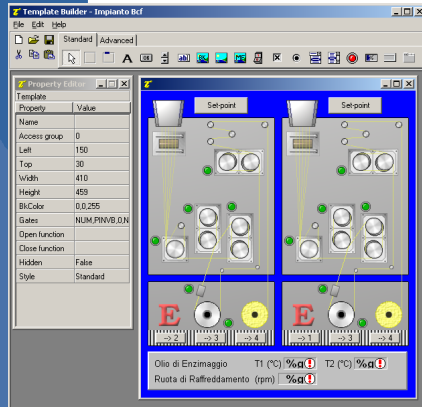 Template Builder - Impianto Bcf
File Edit Help
Standard Advanced
A OK ab|
Property Editor
Template
Property Value
Name
Access group 0
Left 150
Top 30
Width 410
Height 459
BkColor 0,0,255
Gates NUM,PINVB,0,N
Open function
Close function
Hidden False
Style Standard
Set-point Set-point
E E
--> 2 --> 3 --> 4 --> 1 --> 3 --> 4
Olio di Enzimaggio T1 (°C) %g T2 (°C) %g
Ruota di Raffreddamento (rpm) %g